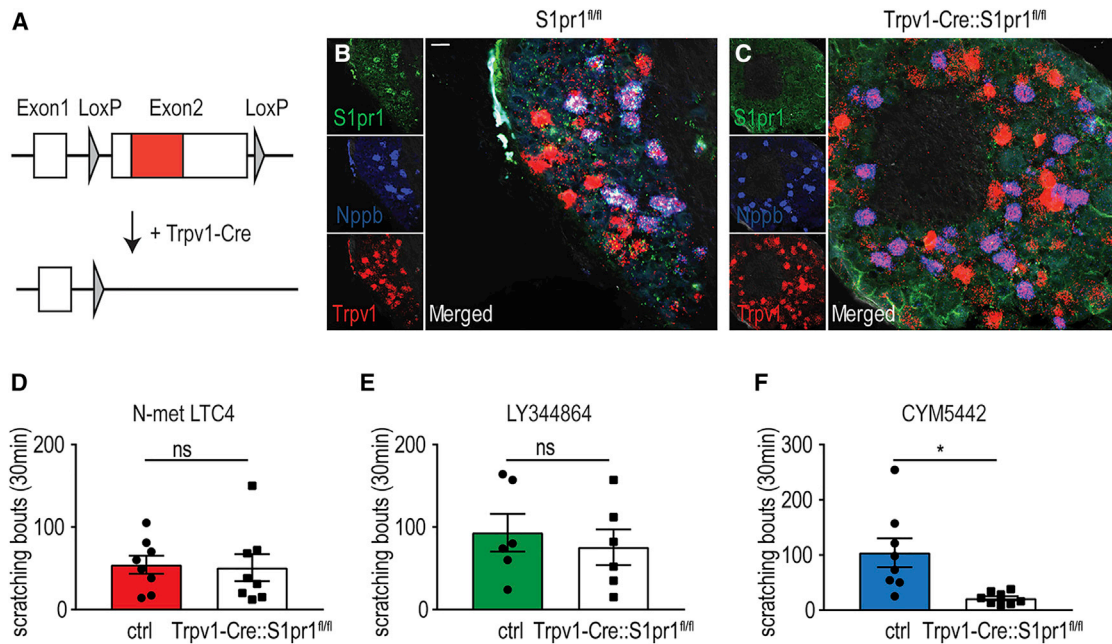 A
Exon1 LoxP Exon2 LoxP
+ Trpv1-Cre
S1pr1fl/fl
B
S1pr1
Nppb
Trpv1
Merged
Trpv1-Cre::S1pr1fl/fl
C
S1pr1
Nppb
Trpv1
Merged
D
N-met LTC4
scratching bouts (30min)
200
100
0
ns
ctrl Trpv1-Cre::S1pr1fl/fl
E
LY344864
scratching bouts (30min)
200
100
0
ns
ctrl Trpv1-Cre::S1pr1fl/fl
F
CYM5442
scratching bouts (30min)
300
200
100
0
*
ctrl Trpv1-Cre::S1pr1fl/fl